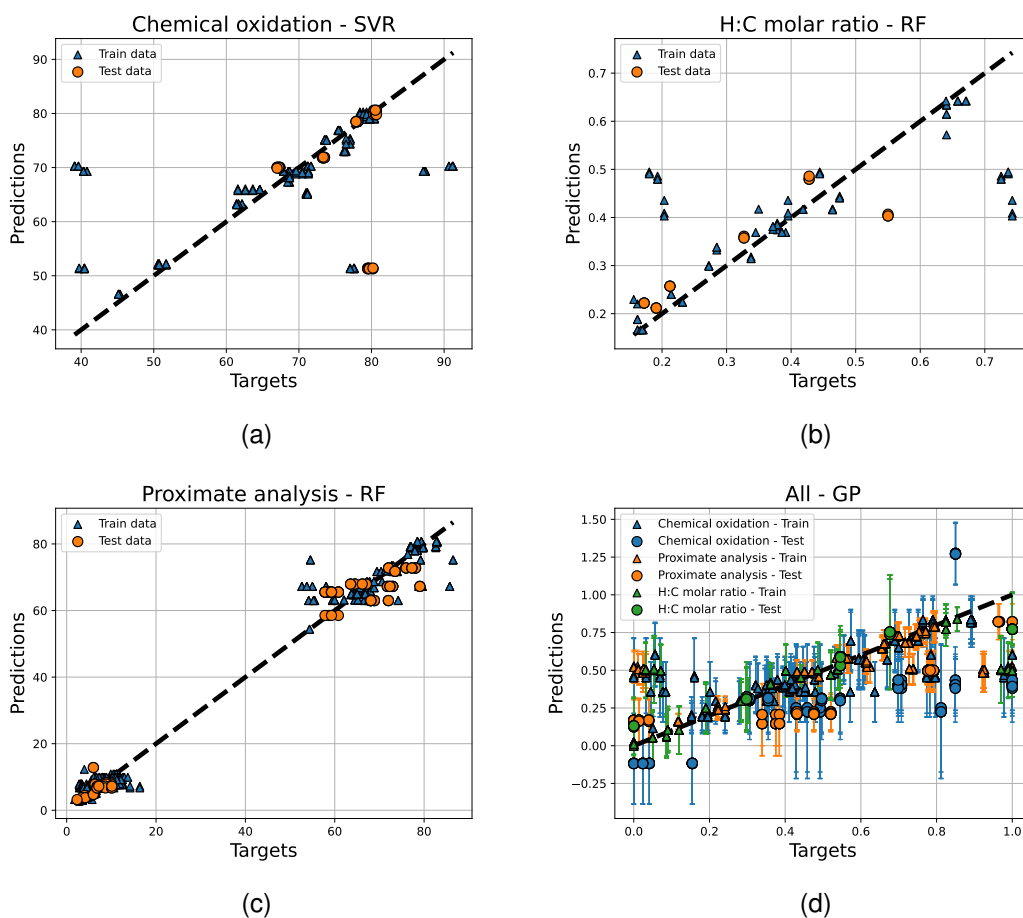 Chemical oxidation - SVR
Train data
Test data
Predictions
90
80
70
60
50
40
40 50 60 70 80 90
Targets
(a)
H:C molar ratio - RF
Train data
Test data
Predictions
0.7
0.6
0.5
0.4
0.3
0.2
0.2 0.3 0.4 0.5 0.6 0.7
Targets
(b)
Proximate analysis - RF
Train data
Test data
Predictions
80
60
40
20
0
0 20 40 60 80
Targets
(c)
All - GP
Chemical oxidation - Train
Chemical oxidation - Test
Proximate analysis - Train
Proximate analysis - Test
H:C molar ratio - Train
H:C molar ratio - Test
Predictions
1.50
1.25
1.00
0.75
0.50
0.25
0.00
−0.25
0.0 0.2 0.4 0.6 0.8 1.0
Targets
(d)